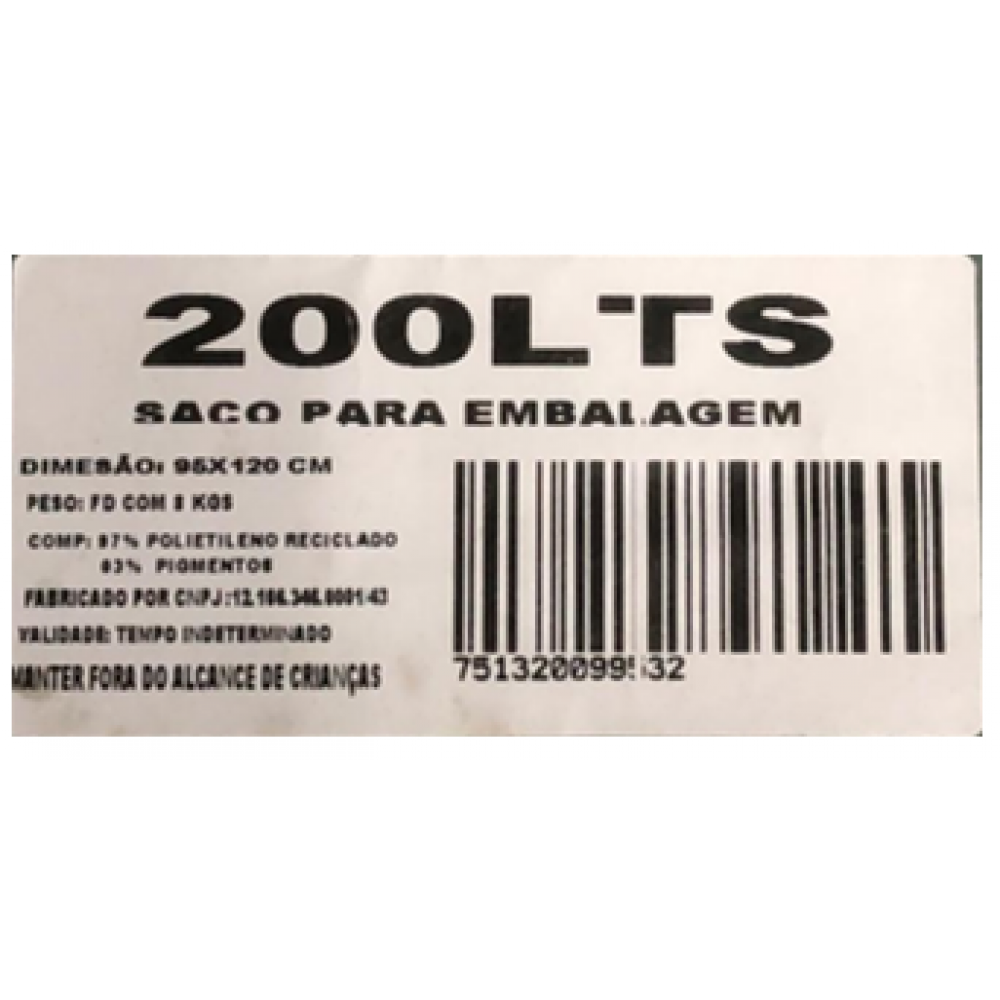 200LTS
SACO PARA EMBALAGEM
DIMESÃO: 95X120 CM
PESO: FD COM 8 KGS
COMP: 97% POLIETILENO RECICLADO
03% PIGMENTOS
FABRICADO POR CNPJ:
VALIDADE: TEMPO INDETERMINADO
MANTER FORA DO ALCANCE DE CRIANÇAS